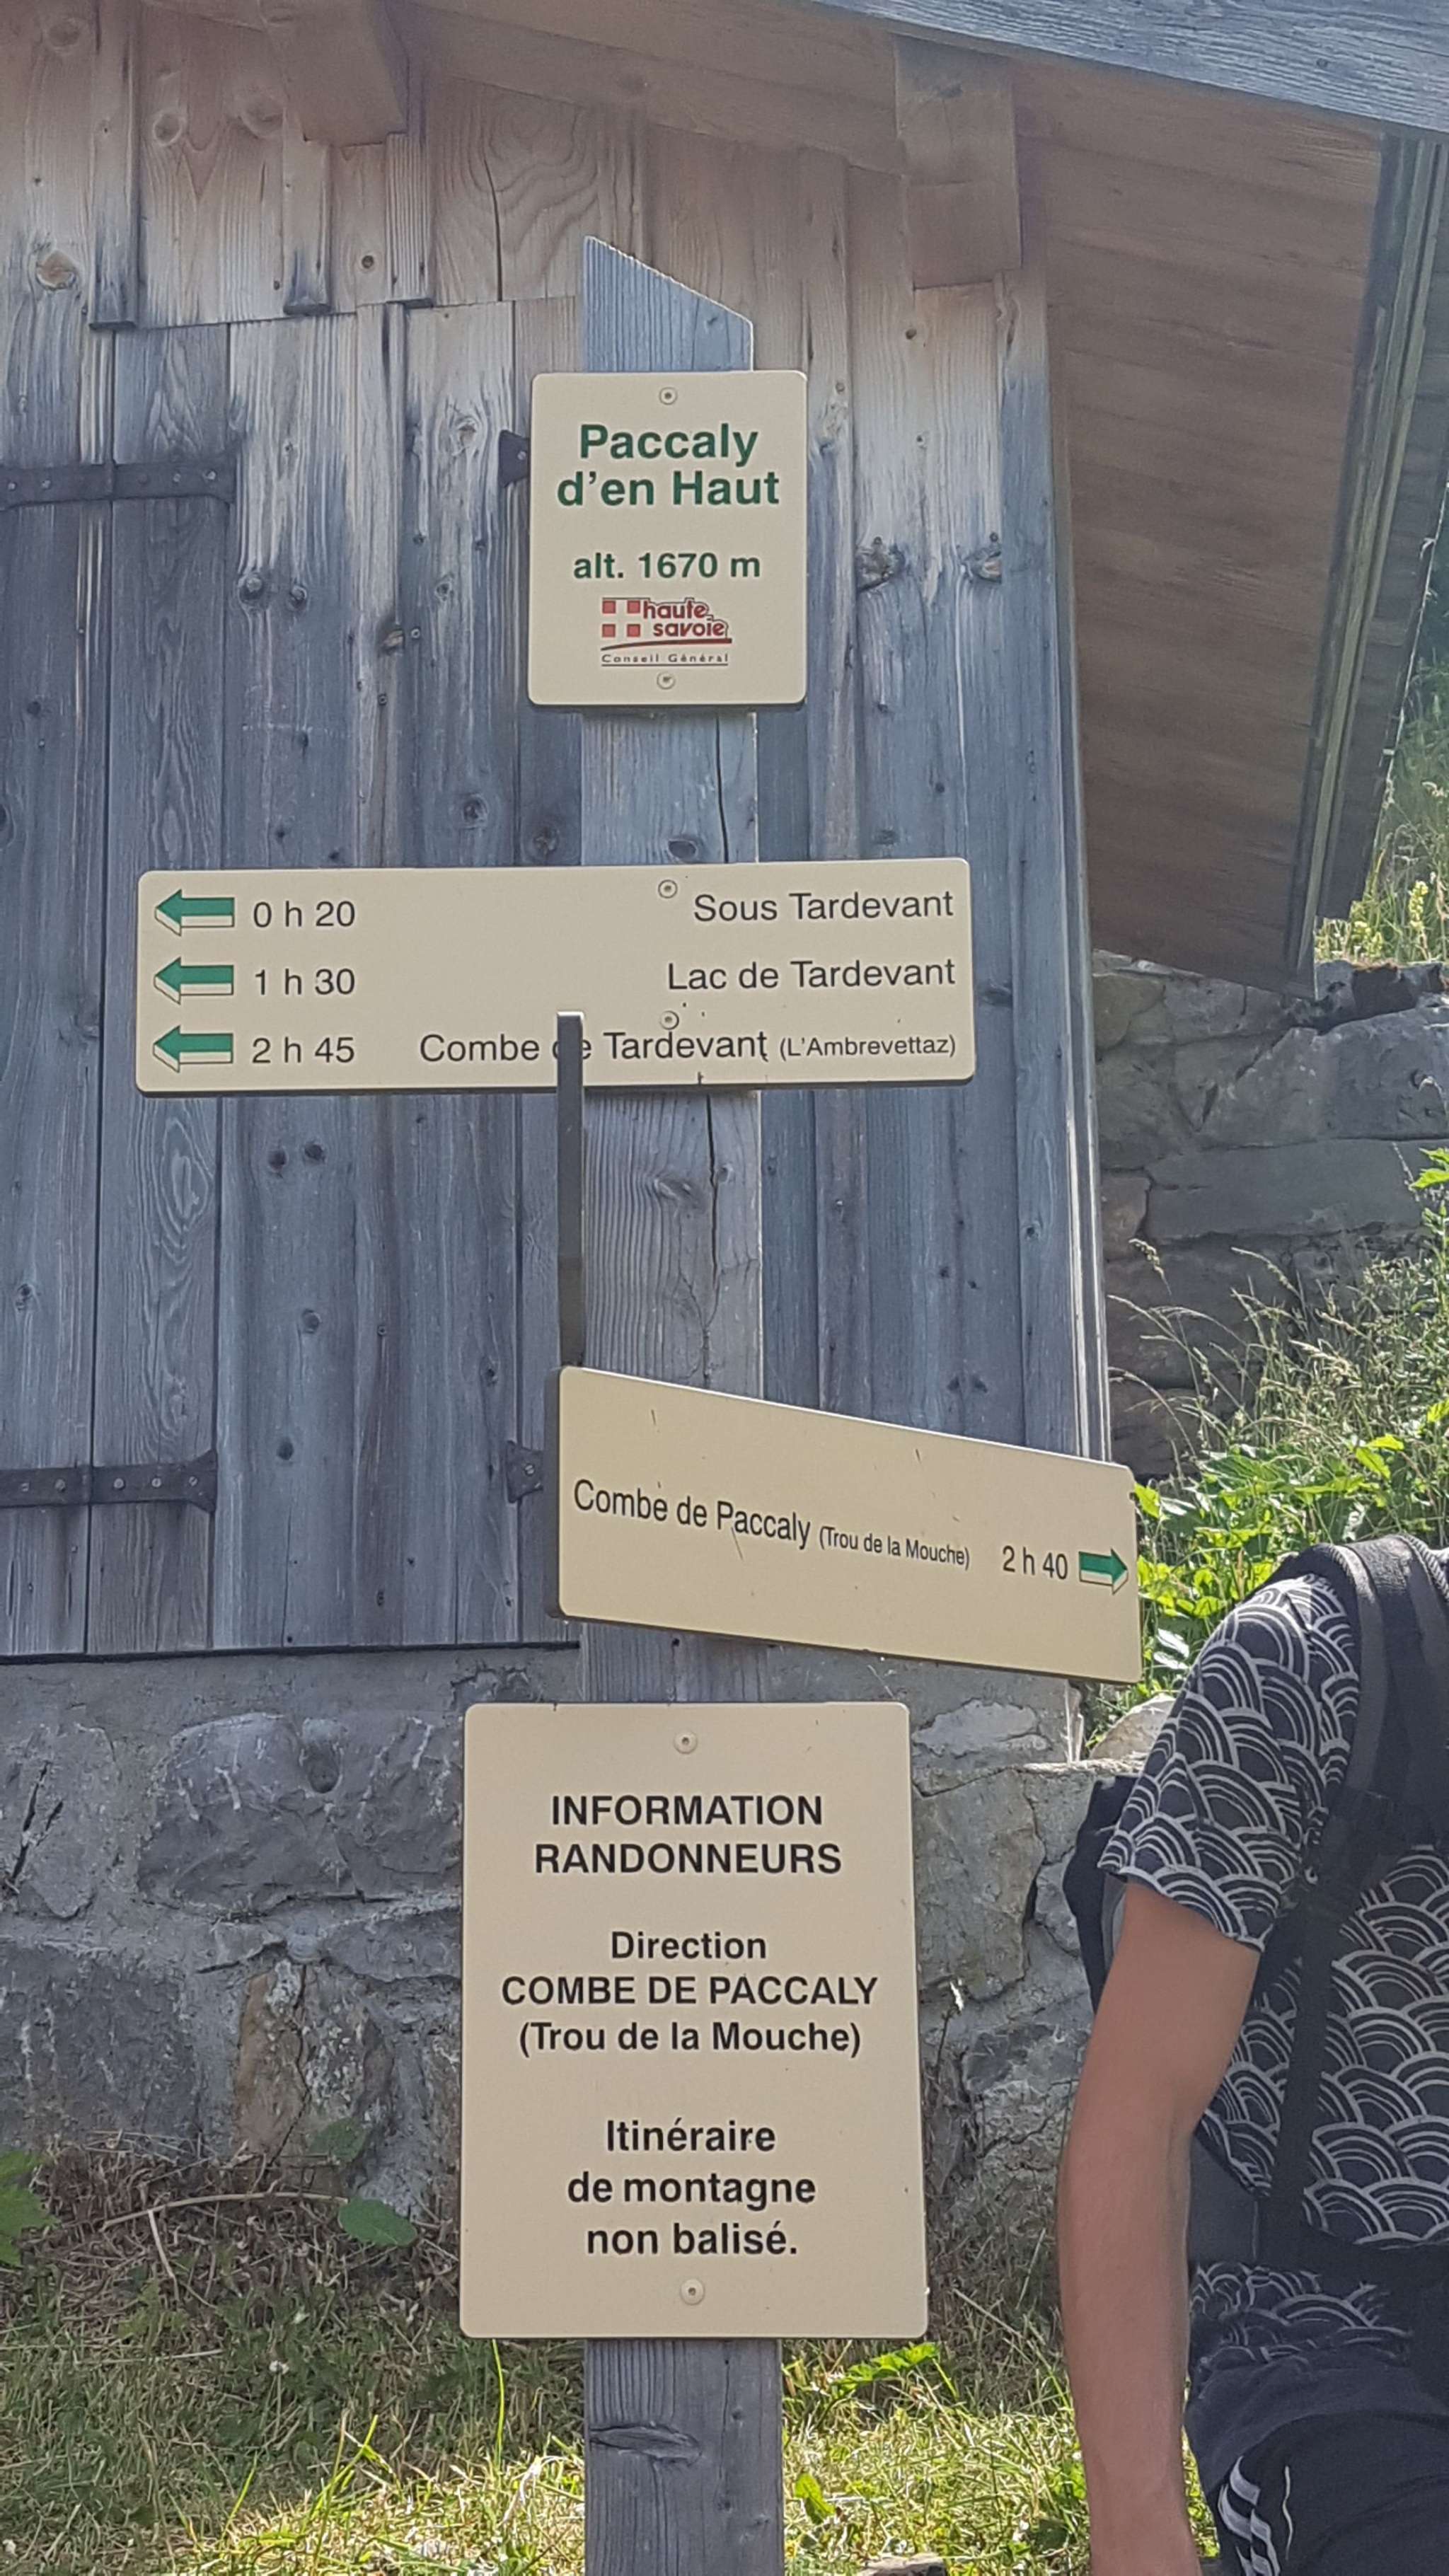 Paccaly
d'en Haut
alt. 1670 m
haute
savoie
Conseil Général
0 h 20 Sous Tardevant
1 h 30 Lac de Tardevant
2 h 45 Combe de Tardevant (L'Ambrevettaz)
Combe de Paccaly (Trou de la Mouche) 2 h 40
INFORMATION
RANDONNEURS
Direction
COMBE DE PACCALY
(Trou de la Mouche)
Itinéraire
de montagne
non balisé.